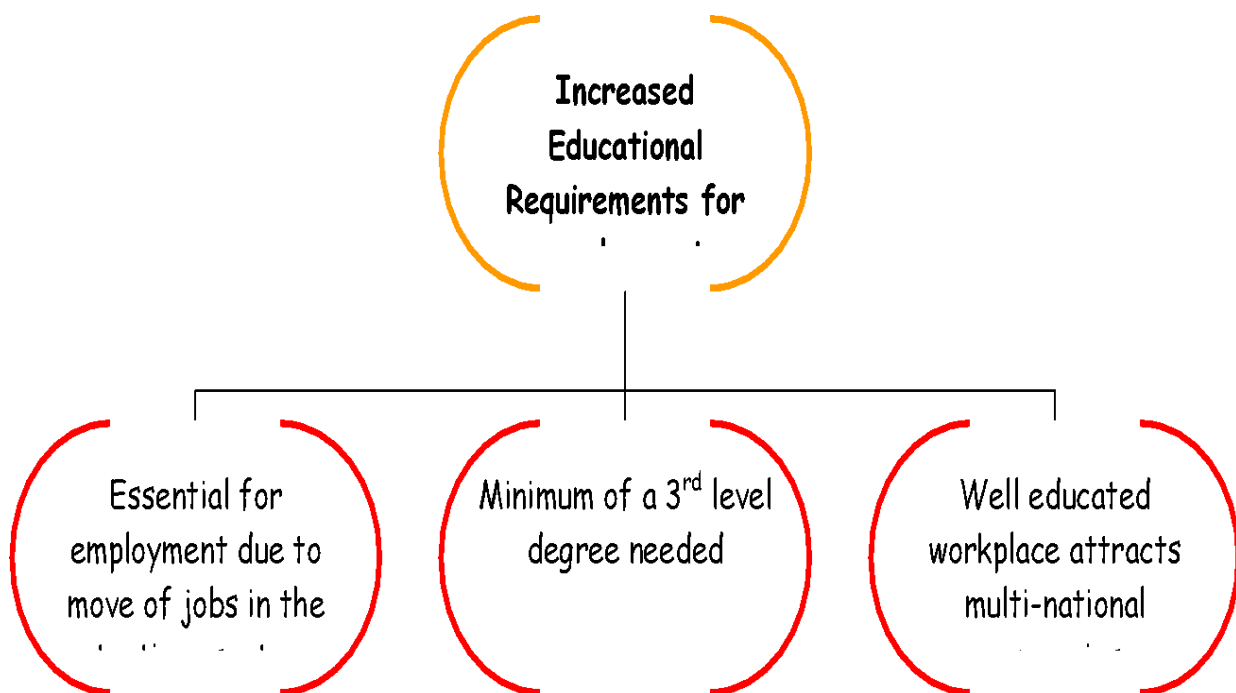 Increased
Educational
Requirements for
Essential for
employment due to
move of jobs in the
Minimum of a 3rd level
degree needed
Well educated
workplace attracts
multi-national